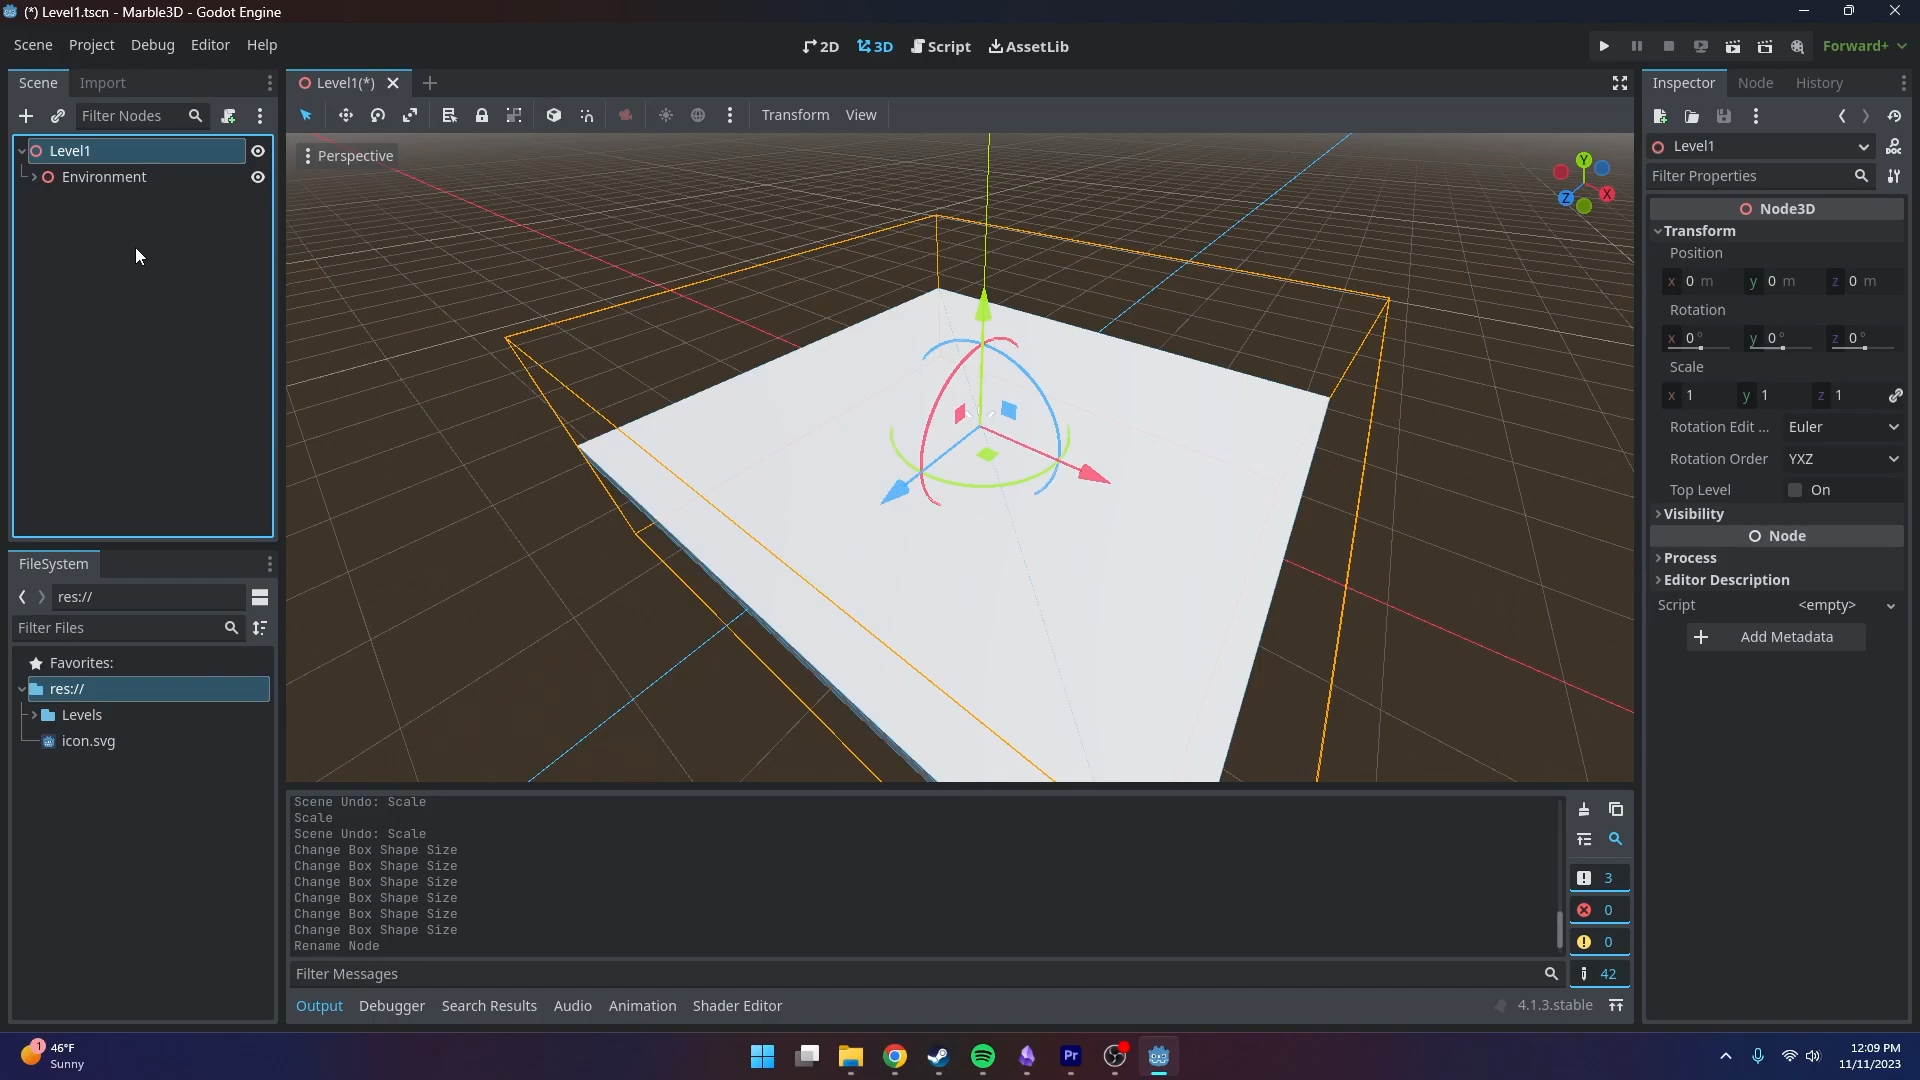 (*) Level1.tscn - Marble3D - Godot Engine
Scene Project Debug Editor Help
2D 3D Script AssetLib
Forward+
Scene Import
Level1(*)
Inspector Node History
Filter Nodes
Transform View
Level1
Environment
Perspective
Y
X
Z
Level1
Filter Properties
Node3D
Transform
Position
x 0 m y 0 m z 0 m
Rotation
x 0° y 0° z 0°
Scale
x 1 y 1 z 1
Rotation Edit ... Euler
Rotation Order YXZ
Top Level On
Visibility
Node
Process
Editor Description
Script <empty>
Add Metadata
FileSystem
res://
Filter Files
Favorites:
res://
Levels
icon.svg
Scene Undo: Scale
Scale
Scene Undo: Scale
Change Box Shape Size
Change Box Shape Size
Change Box Shape Size
Change Box Shape Size
Change Box Shape Size
Change Box Shape Size
Rename Node
3
0
0
42
Filter Messages
Output Debugger Search Results Audio Animation Shader Editor
4.1.3.stable
1
46°F
Sunny
Pr
12:09 PM
11/11/2023